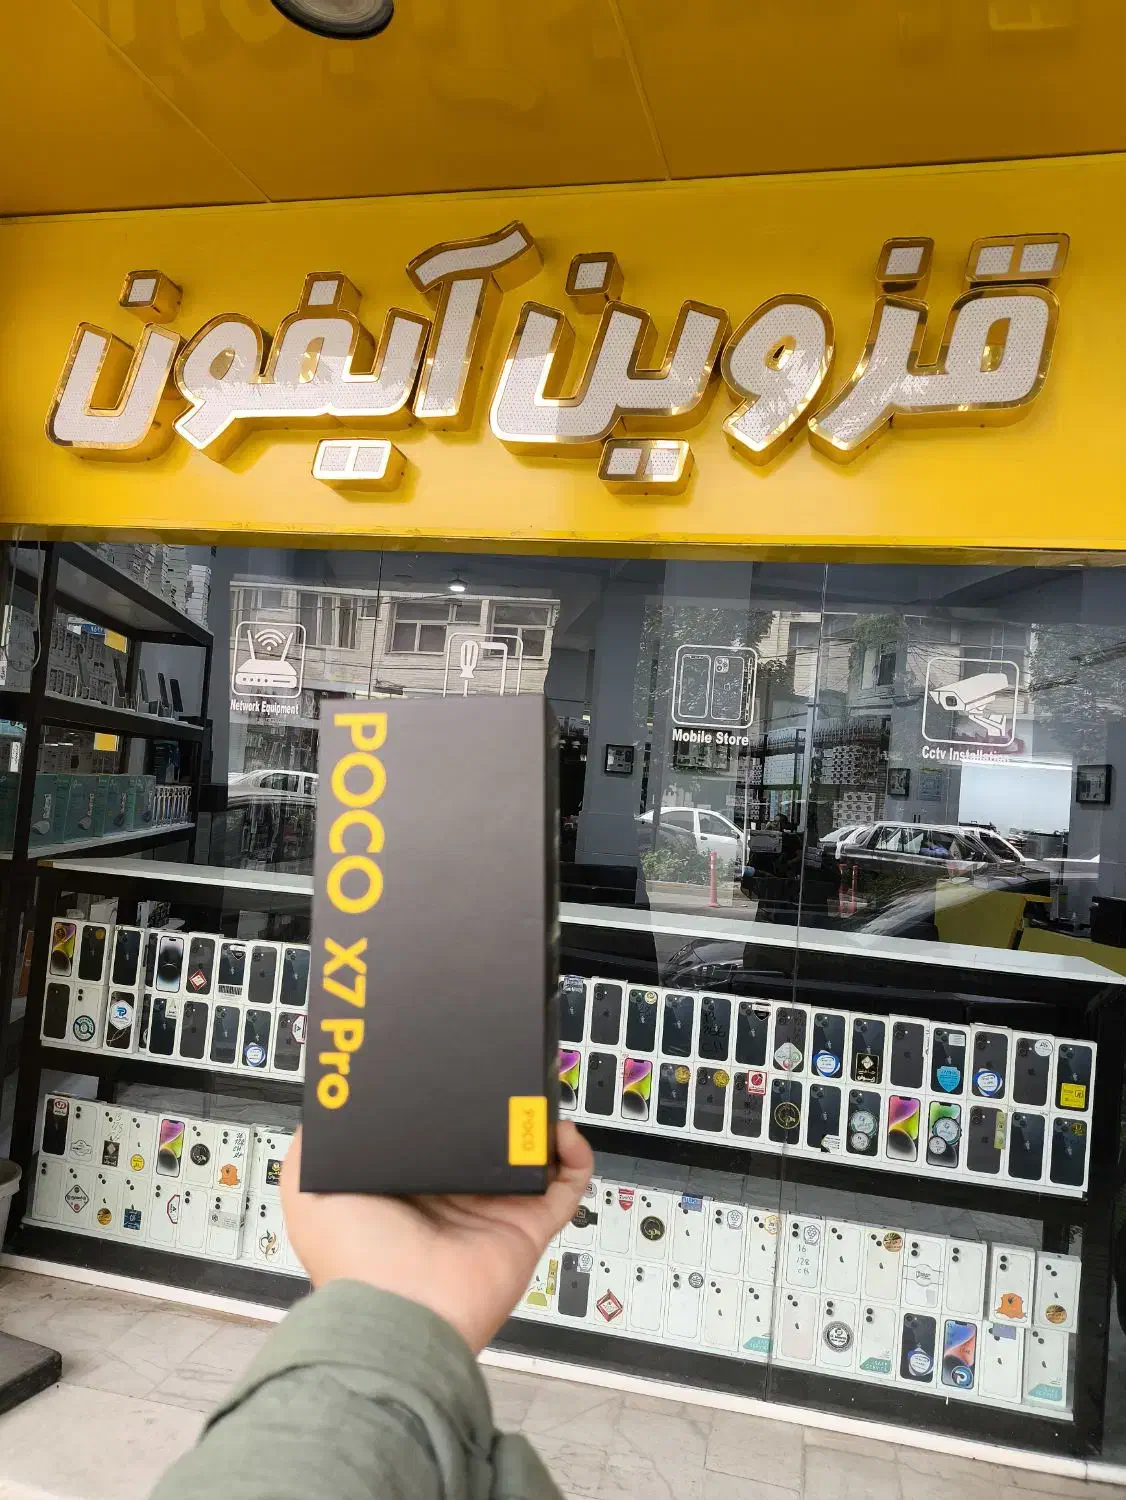 قزوین آیفون
Network Equipment
Mobile Store
Cctv Installation
POCO X7 Pro
POCO